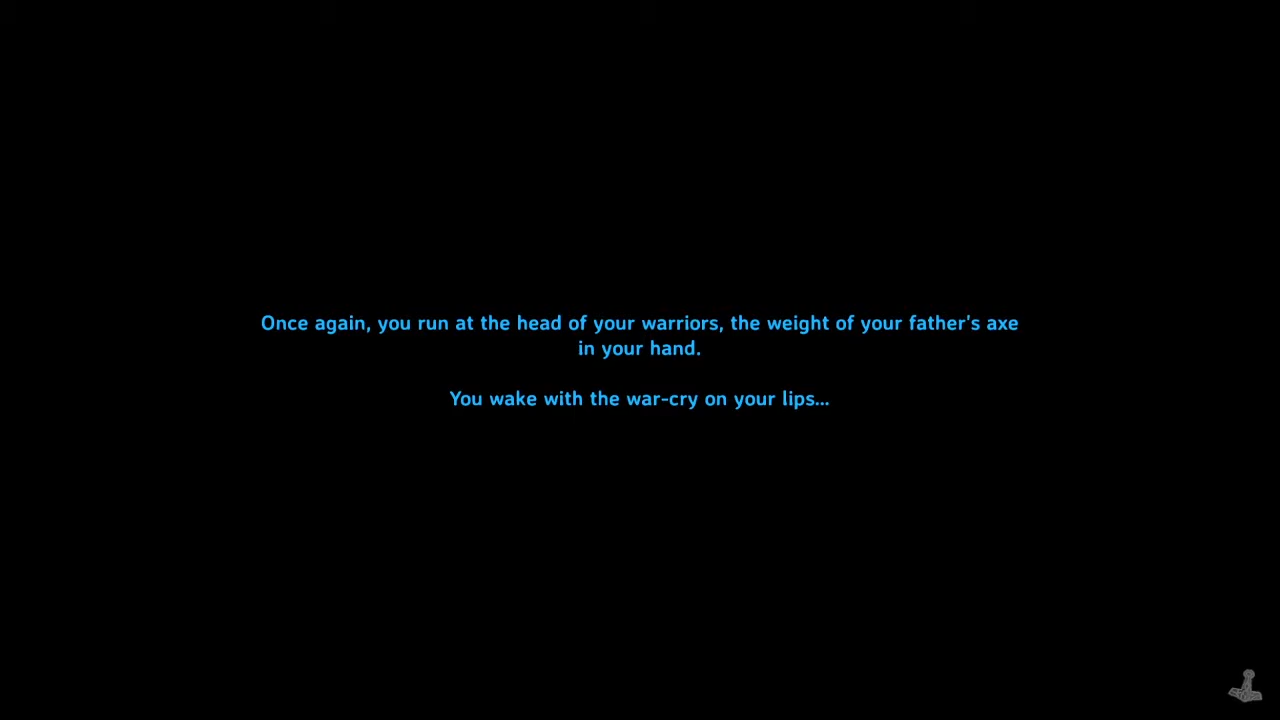 Once again, you run at the head of your warriors, the weight of your father's axe
in your hand.
You wake with the war-cry on your lips...